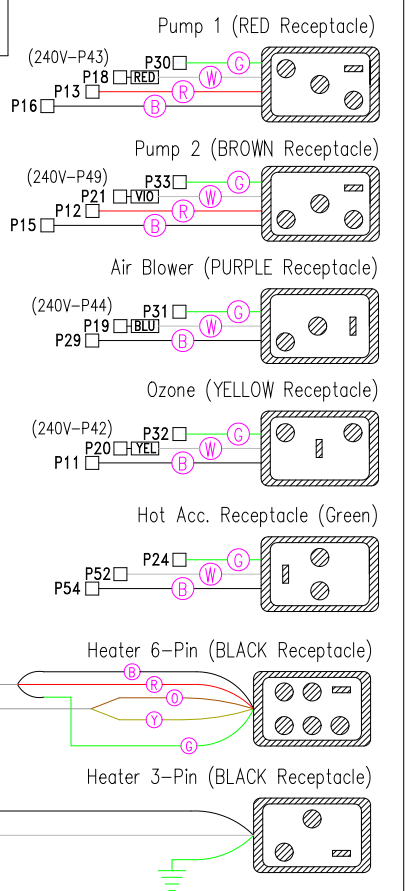 Pump 1 (RED Receptacle)
(240V-P43) P30 G
P18 RED W
P13 R
P16 B
Pump 2 (BROWN Receptacle)
(240V-P49) P33 G
P21 VIO W
P12 R
P15 B
Air Blower (PURPLE Receptacle)
(240V-P44) P31 G
P19 BLU W
P29 B
Ozone (YELLOW Receptacle)
(240V-P42) P32 G
P20 YEL W
P11 B
Hot Acc. Receptacle (Green)
P24 G
P52 W
P54 B
Heater 6-Pin (BLACK Receptacle)
B
R
O
Y
G
Heater 3-Pin (BLACK Receptacle)